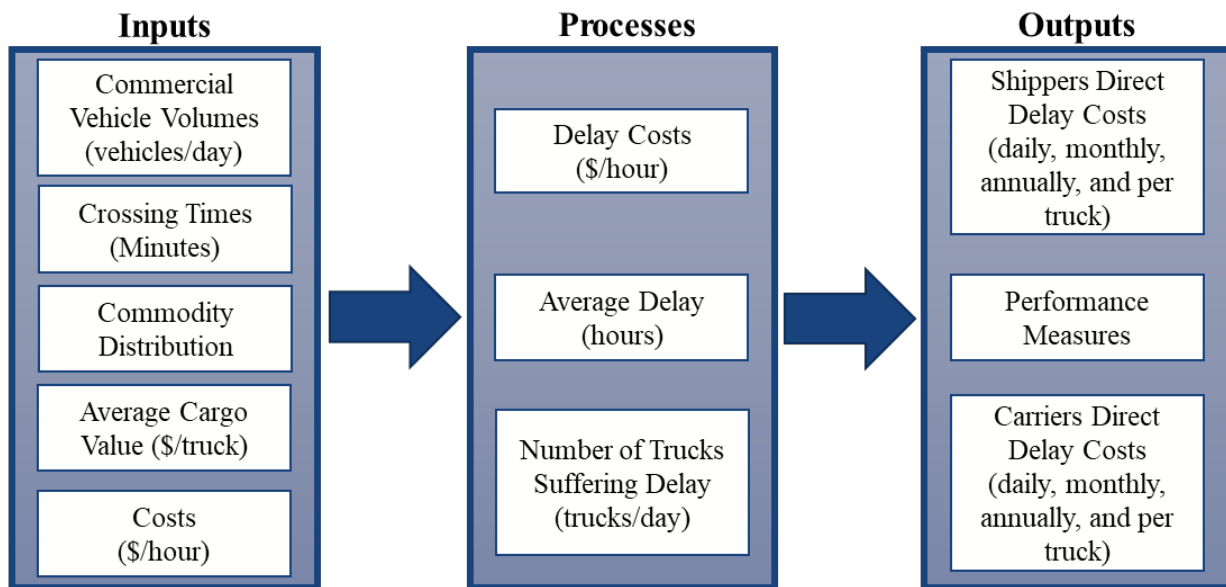 Inputs
Commercial
Vehicle Volumes
(vehicles/day)
Crossing Times
(Minutes)
Commodity
Distribution
Average Cargo
Value ($/truck)
Costs
($/hour)
Processes
Delay Costs
($/hour)
Average Delay
(hours)
Number of Trucks
Suffering Delay
(trucks/day)
Outputs
Shippers Direct
Delay Costs
(daily, monthly,
annually, and per
truck)
Performance
Measures
Carriers Direct
Delay Costs
(daily, monthly,
annually, and per
truck)